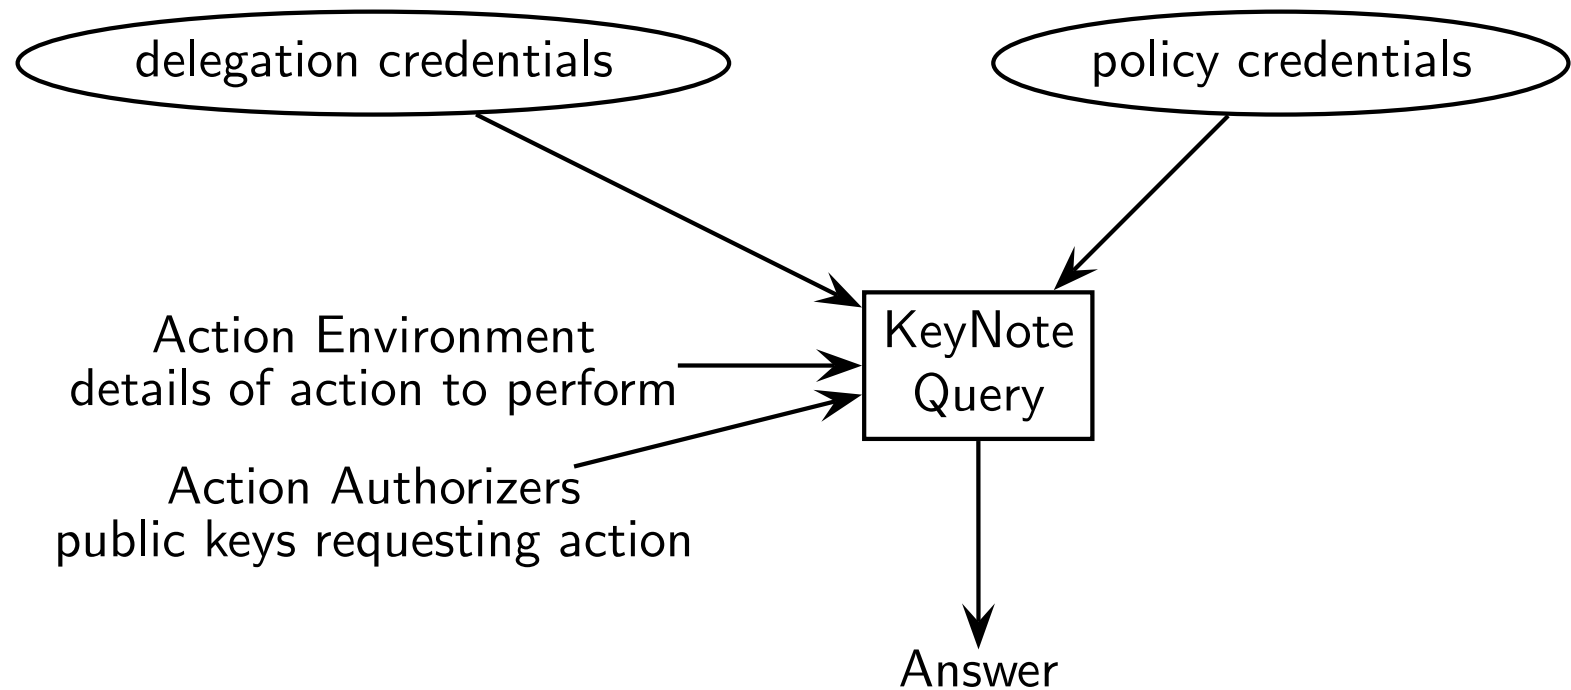 delegation credentials
policy credentials
Action Environment
details of action to perform
KeyNote
Query
Action Authorizers
public keys requesting action
Answer